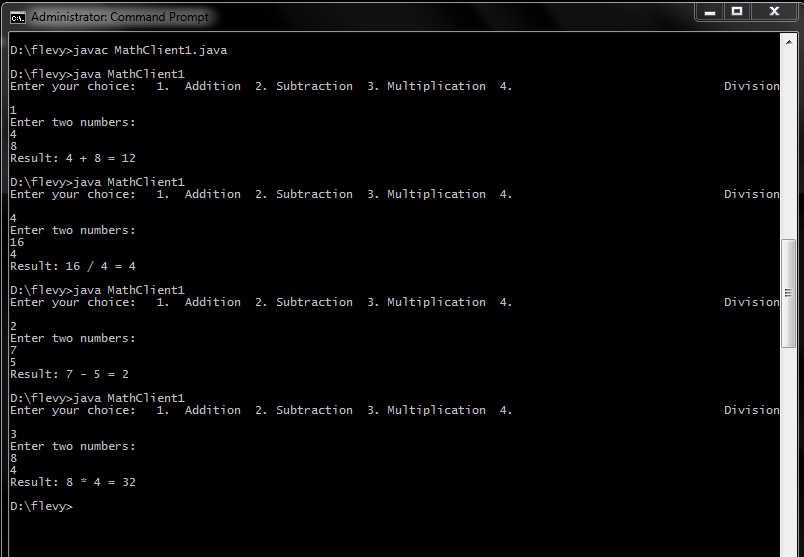 Administrator: Command Prompt
D:\flevy>javac MathClient1.java
D:\flevy>java MathClient1
Enter your choice:   1.  Addition  2. Subtraction  3. Multiplication  4.                              Division
1
Enter two numbers:
4
8
Result: 4 + 8 = 12
D:\flevy>java MathClient1
Enter your choice:   1.  Addition  2. Subtraction  3. Multiplication  4.                              Division
4
Enter two numbers:
16
4
Result: 16 / 4 = 4
D:\flevy>java MathClient1
Enter your choice:   1.  Addition  2. Subtraction  3. Multiplication  4.                              Division
2
Enter two numbers:
7
5
Result: 7 - 5 = 2
D:\flevy>java MathClient1
Enter your choice:   1.  Addition  2. Subtraction  3. Multiplication  4.                              Division
3
Enter two numbers:
8
4
Result: 8 * 4 = 32
D:\flevy>